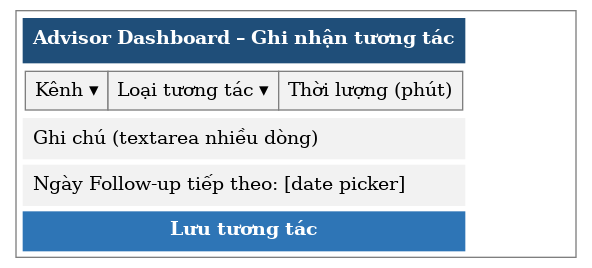 Advisor Dashboard – Ghi nhận tương tác
Kênh ▾ Loại tương tác ▾ Thời lượng (phút)
Ghi chú (textarea nhiều dòng)
Ngày Follow-up tiếp theo: [date picker]
Lưu tương tác